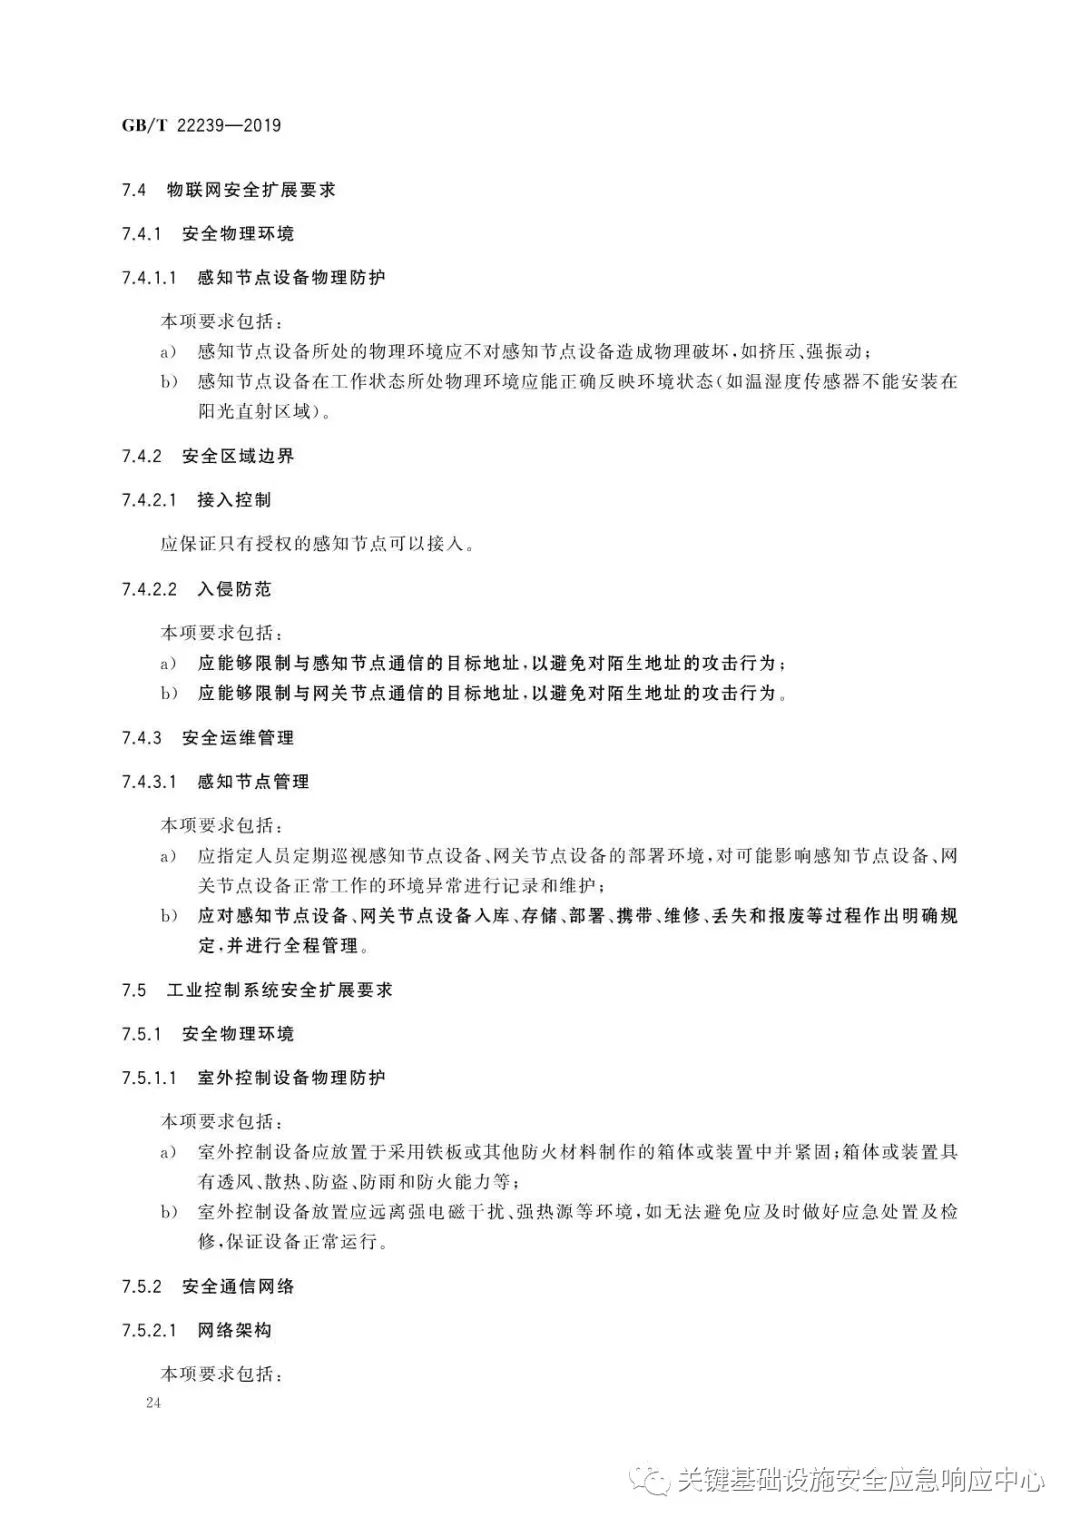 GB/T 22239—2019
7.4 物联网安全扩展要求
7.4.1 安全物理环境
7.4.1.1 感知节点设备物理防护
本项要求包括:
a) 感知节点设备所处的物理环境应不对感知节点设备造成物理破坏,如挤压、强振动;
b) 感知节点设备在工作状态所处物理环境应能正确反映环境状态(如温湿度传感器不能安装在
阳光直射区域)。
7.4.2 安全区域边界
7.4.2.1 接入控制
应保证只有授权的感知节点可以接入。
7.4.2.2 入侵防范
本项要求包括:
a) 应能够限制与感知节点通信的目标地址,以避免对陌生地址的攻击行为;
b) 应能够限制与网关节点通信的目标地址,以避免对陌生地址的攻击行为。
7.4.3 安全运维管理
7.4.3.1 感知节点管理
本项要求包括:
a) 应指定人员定期巡视感知节点设备、网关节点设备的部署环境,对可能影响感知节点设备、网
关节点设备正常工作的环境异常进行记录和维护;
b) 应对感知节点设备、网关节点设备入库、存储、部署、携带、维修、丢失和报废等过程作出明确规
定,并进行全程管理。
7.5 工业控制系统安全扩展要求
7.5.1 安全物理环境
7.5.1.1 室外控制设备物理防护
本项要求包括:
a) 室外控制设备应放置于采用铁板或其他防火材料制作的箱体或装置中并紧固;箱体或装置具
有透风、散热、防盗、防雨和防火能力等;
b) 室外控制设备放置应远离强电磁干扰、强热源等环境,如无法避免应及时做好应急处置及检
修,保证设备正常运行。
7.5.2 安全通信网络
7.5.2.1 网络架构
本项要求包括:
24
关键基础设施安全应急响应中心